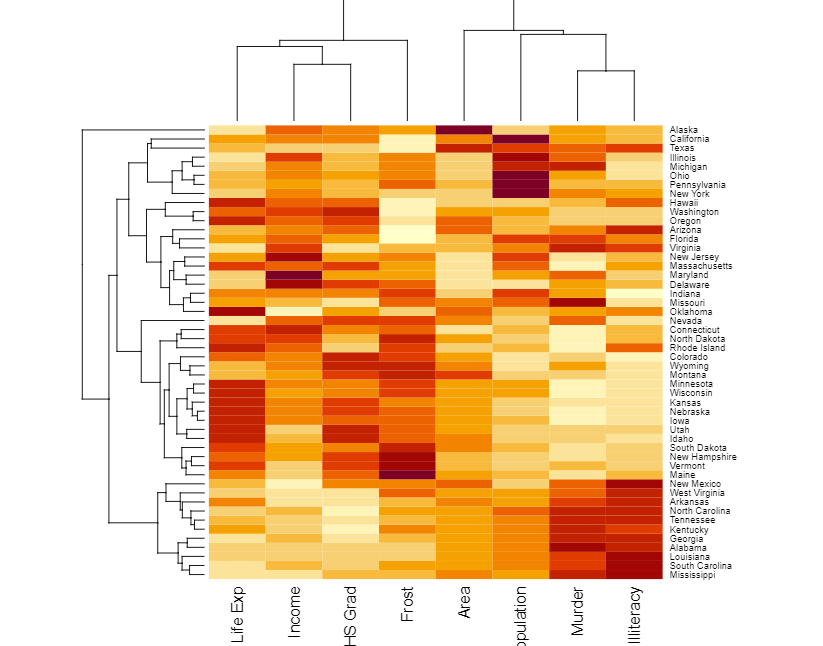 Alaska
California
Texas
Illinois
Michigan
Ohio
Pennsylvania
New York
Hawaii
Washington
Oregon
Arizona
Florida
Virginia
New Jersey
Massachusetts
Maryland
Delaware
Indiana
Missouri
Oklahoma
Nevada
Connecticut
North Dakota
Rhode Island
Colorado
Wyoming
Montana
Minnesota
Wisconsin
Kansas
Nebraska
Iowa
Utah
Idaho
South Dakota
New Hampshire
Vermont
Maine
New Mexico
West Virginia
Arkansas
North Carolina
Tennessee
Kentucky
Georgia
Alabama
Louisiana
South Carolina
Mississippi
Life Exp
Income
HS Grad
Frost
Area
opulation
Murder
Illiteracy